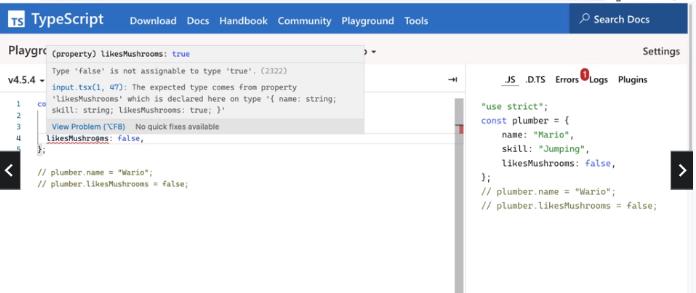 TS TypeScript Download Docs Handbook Community Playground Tools Search Docs
Playgro
Settings
v4.5.4
(property) likesMushrooms: true
Type 'false' is not assignable to type 'true'. (2322)
input.tsx(1, 47): The expected type comes from property
'likesMushrooms' which is declared here on type '{ name: string;
skill: string; likesMushrooms: true; }'
View Problem (⌥F8) No quick fixes available
1 co
2
3
4 likesMushrooms: false,
5 };
// plumber.name = "Wario";
// plumber.likesMushrooms = false;
.JS .D.TS Errors 1 Logs Plugins
"use strict";
const plumber = {
name: "Mario",
skill: "Jumping",
likesMushrooms: false,
};
// plumber.name = "Wario";
// plumber.likesMushrooms = false;